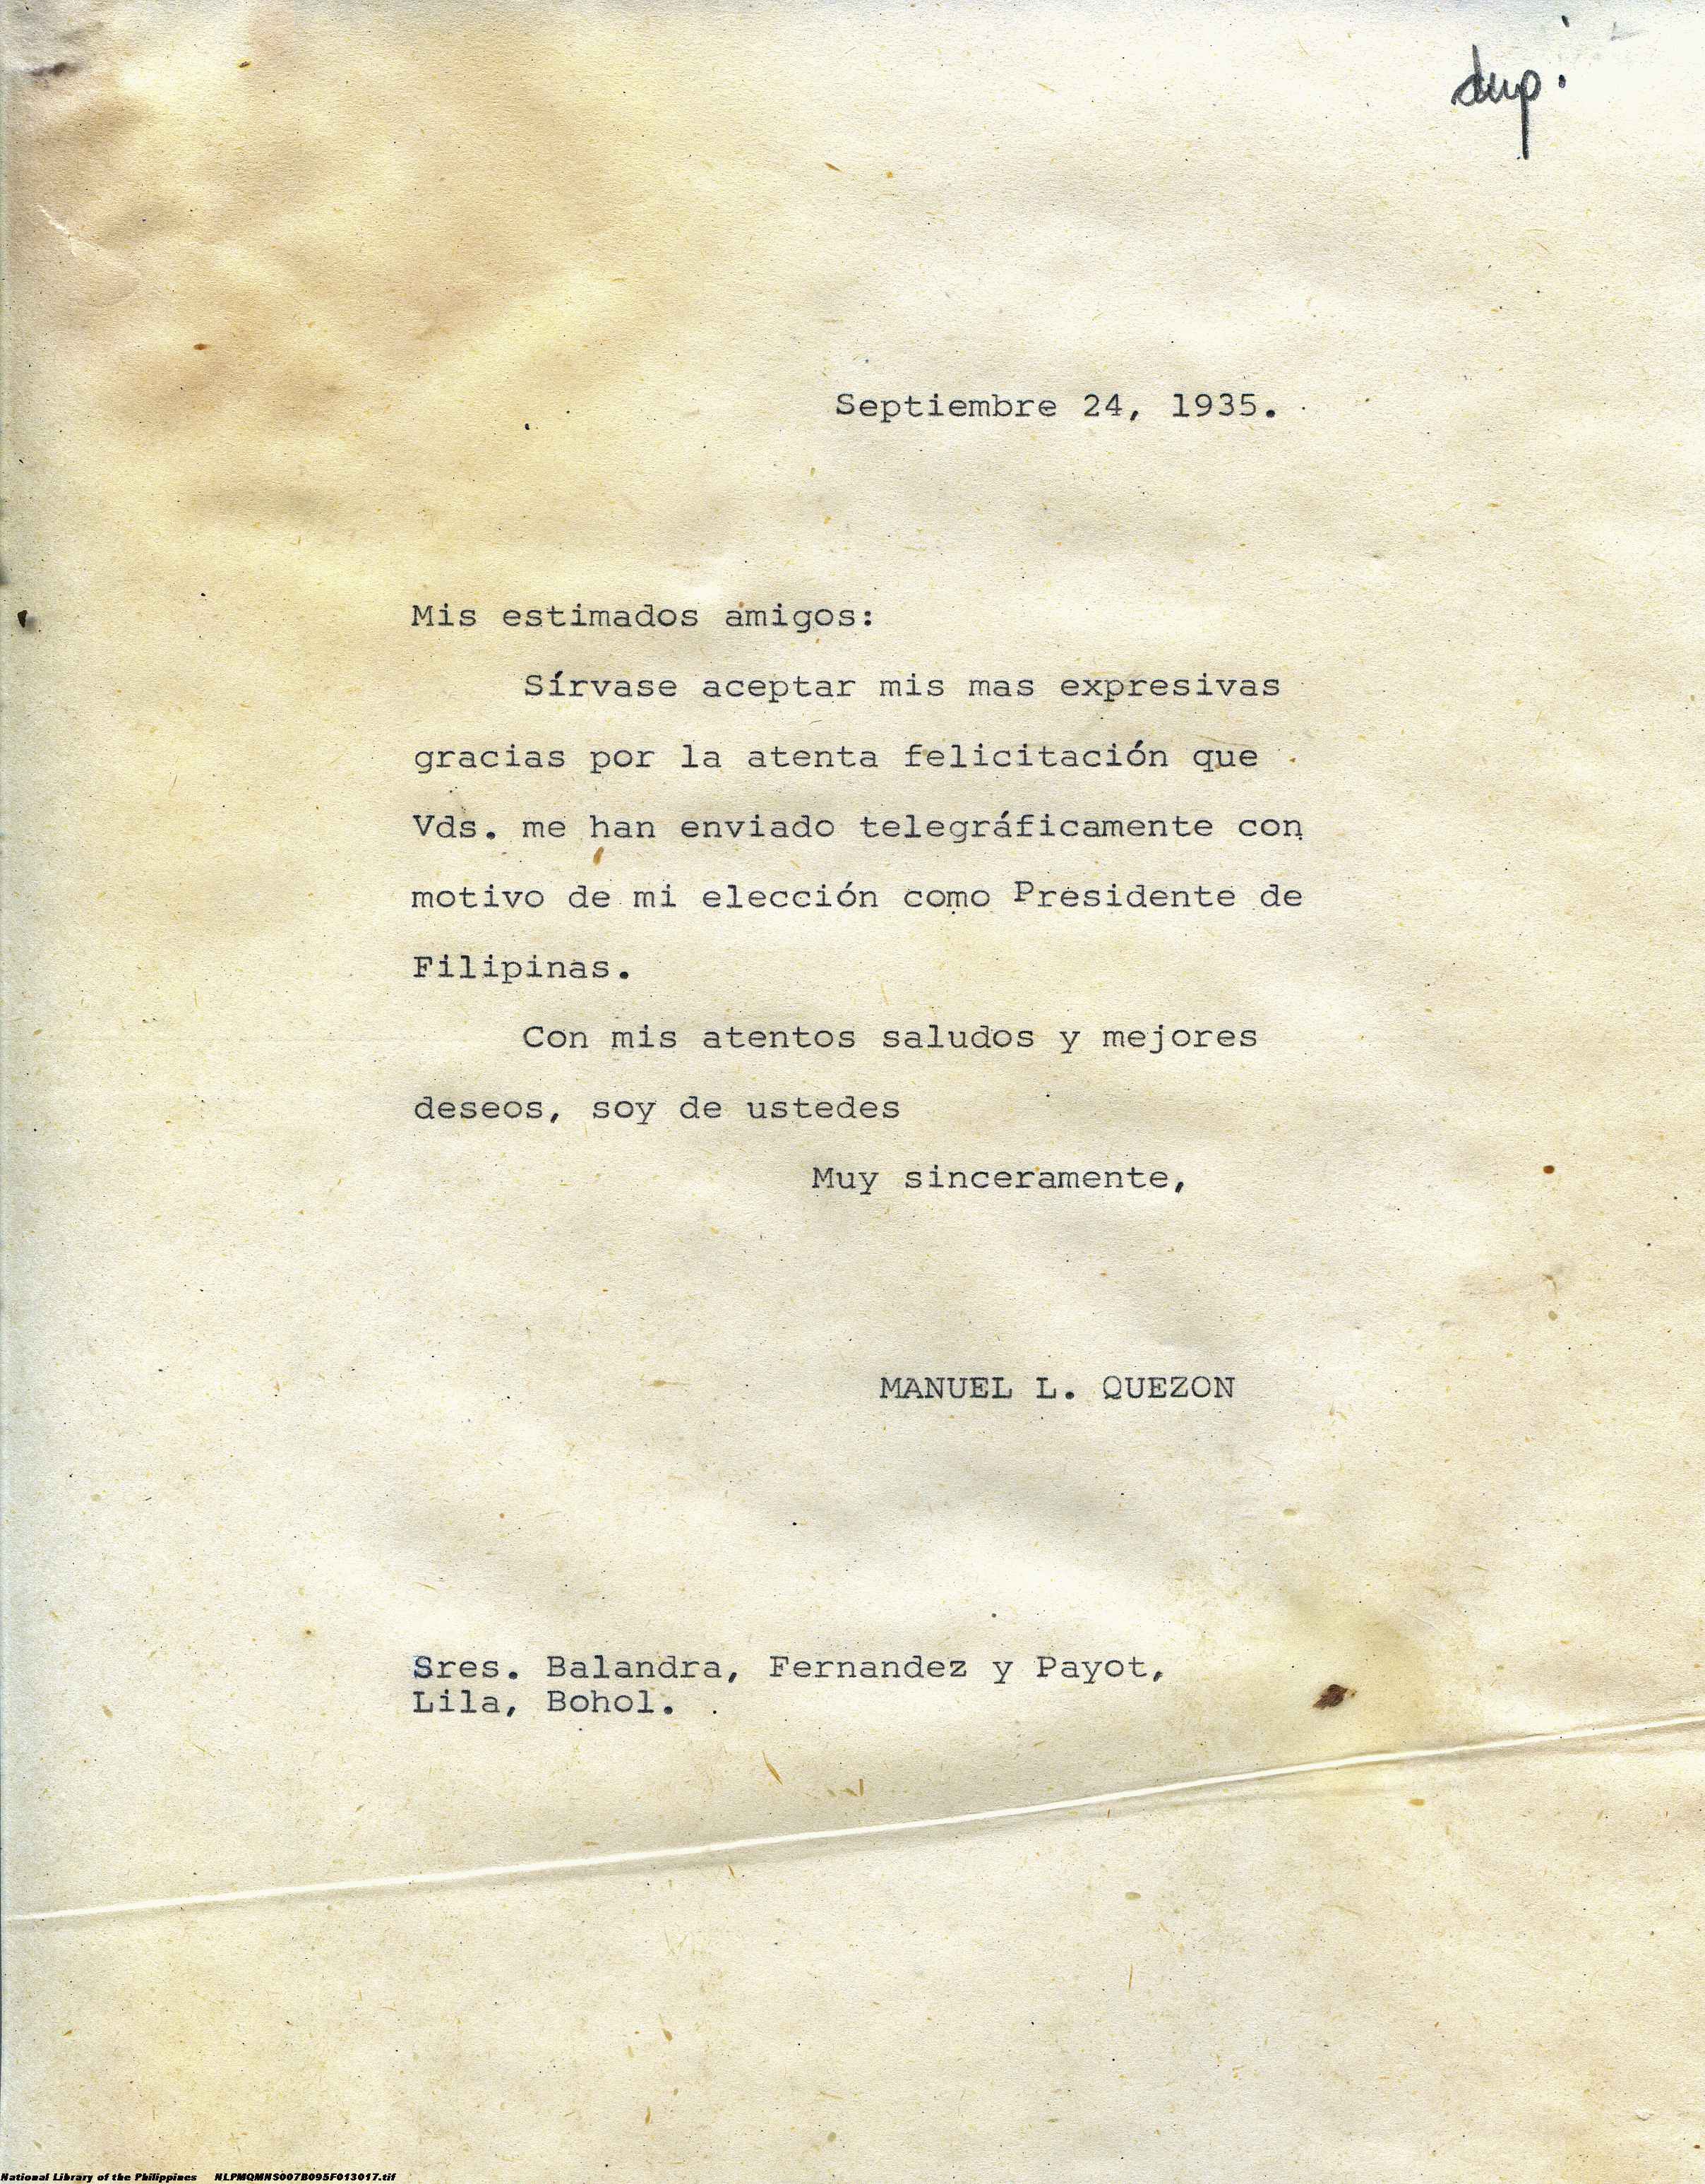 dup.
Septiembre 24, 1935.
Mis estimados amigos:
Sírvase aceptar mis mas expresivas
gracias por la atenta felicitación que
Vds. me han enviado telegráficamente con
motivo de mi elección como Presidente de
Filipinas.
Con mis atentos saludos y mejores
deseos, soy de ustedes
Muy sinceramente,
MANUEL L. QUEZON
Sres. Balandra, Fernandez y Payot,
Lila, Bohol.
National Library of the Philippines NLPMQMNS007B095F013017.tif